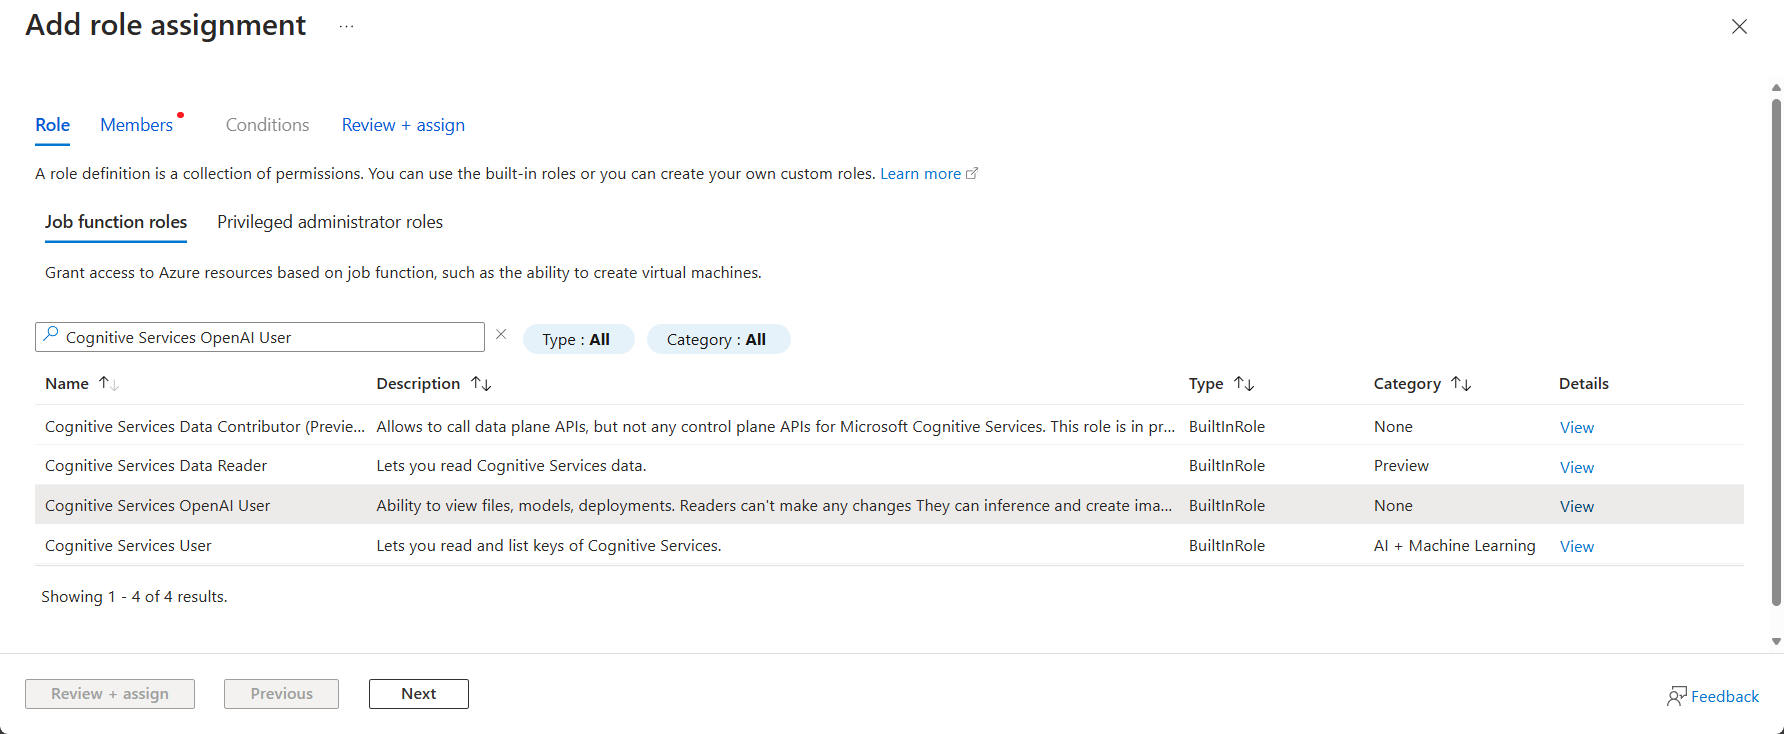 Add role assignment ...
Role Members Conditions Review + assign
A role definition is a collection of permissions. You can use the built-in roles or you can create your own custom roles. Learn more
Job function roles Privileged administrator roles
Grant access to Azure resources based on job function, such as the ability to create virtual machines.
Cognitive Services OpenAI User Type : All Category : All
Name Description Type Category Details
Cognitive Services Data Contributor (Previe... Allows to call data plane APIs, but not any control plane APIs for Microsoft Cognitive Services. This role is in pr... BuiltInRole None View
Cognitive Services Data Reader Lets you read Cognitive Services data. BuiltInRole Preview View
Cognitive Services OpenAI User Ability to view files, models, deployments. Readers can't make any changes They can inference and create ima... BuiltInRole None View
Cognitive Services User Lets you read and list keys of Cognitive Services. BuiltInRole AI + Machine Learning View
Showing 1 - 4 of 4 results.
Review + assign Previous Next Feedback